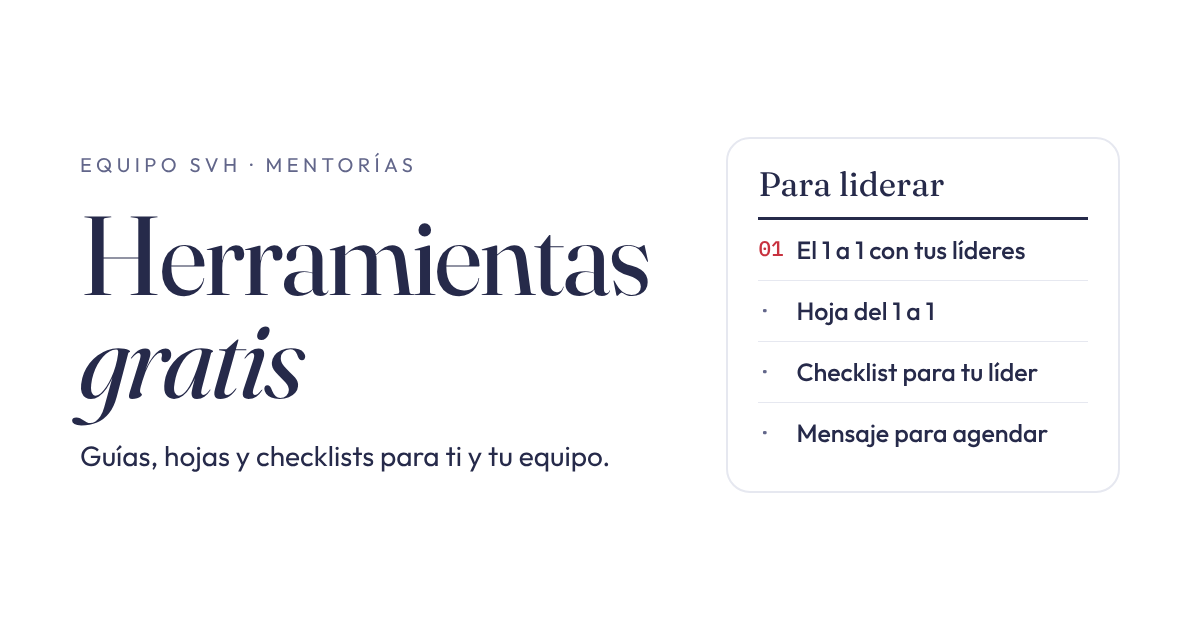 EQUIPO SVH · MENTORÍAS
Herramientas
gratis
Guías, hojas y checklists para ti y tu equipo.
Para liderar
01 El 1 a 1 con tus líderes
· Hoja del 1 a 1
· Checklist para tu líder
· Mensaje para agendar